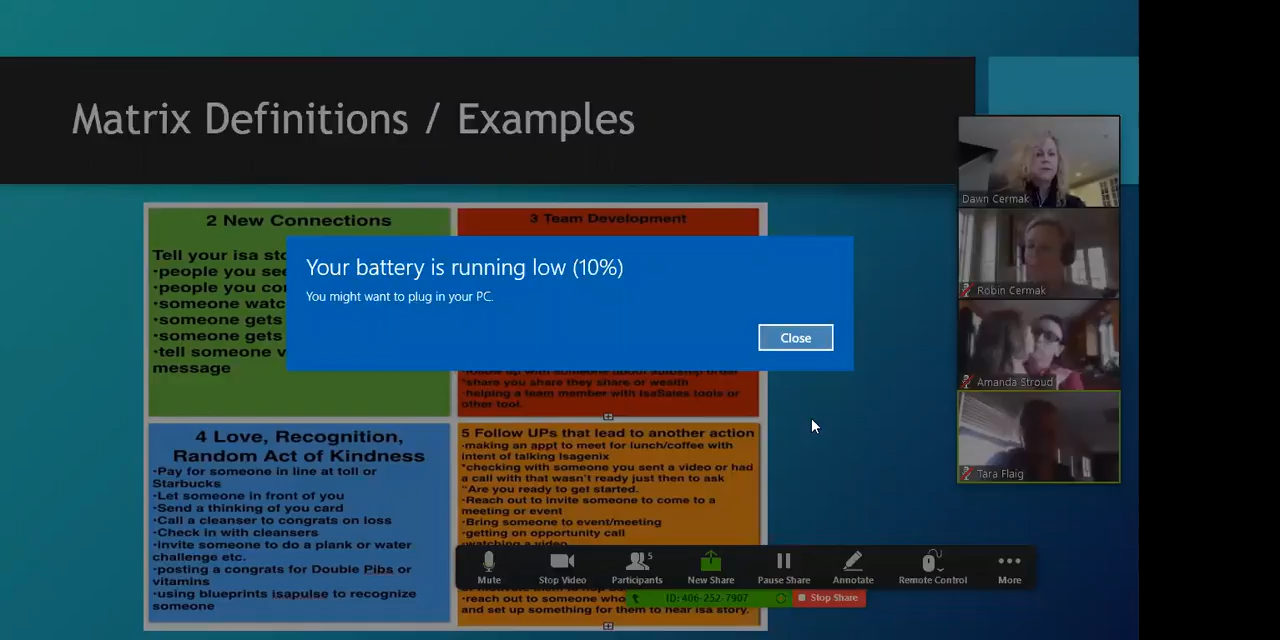 Matrix Definitions / Examples
2 New Connections
Tell your isa sto
•people you see
•people you co
•someone watc
•someone gets
•someone gets
•tell someone v
message
3 Team Development
Your battery is running low (10%)
You might want to plug in your PC.
Close
*share you share they share or wealth
•helping a team member with IsaSales tools or
other tool.
4 Love, Recognition,
Random Act of Kindness
•Pay for someone in line at toll or
Starbucks
•Let someone in front of you
•Send a thinking of you card
•Call a cleanser to congrats on loss
•Check in with cleansers
•invite someone to do a plank or water
challenge etc.
•posting a congrats for Double Pibs or
vitamins
•using blueprints isapulse to recognize
someone
5 Follow UPs that lead to another action
•making an appt to meet for lunch/coffee with
intent of talking Isagenix
*checking with someone you sent a video or had
a call with that wasn't ready just then to ask
"Are you ready to get started.
•Reach out to invite someone to come to a
meeting or event
•Bring someone to event/meeting
•getting on opportunity call
•watching a video
•reach out to someone who
and set up something for them to hear isa story.
Dawn Cermak
Robin Cermak
Amanda Stroud
Tara Flaig
Mute
Stop Video
5
Participants
New Share
Pause Share
Annotate
Remote Control
More
ID: 406-252-7907
Stop Share